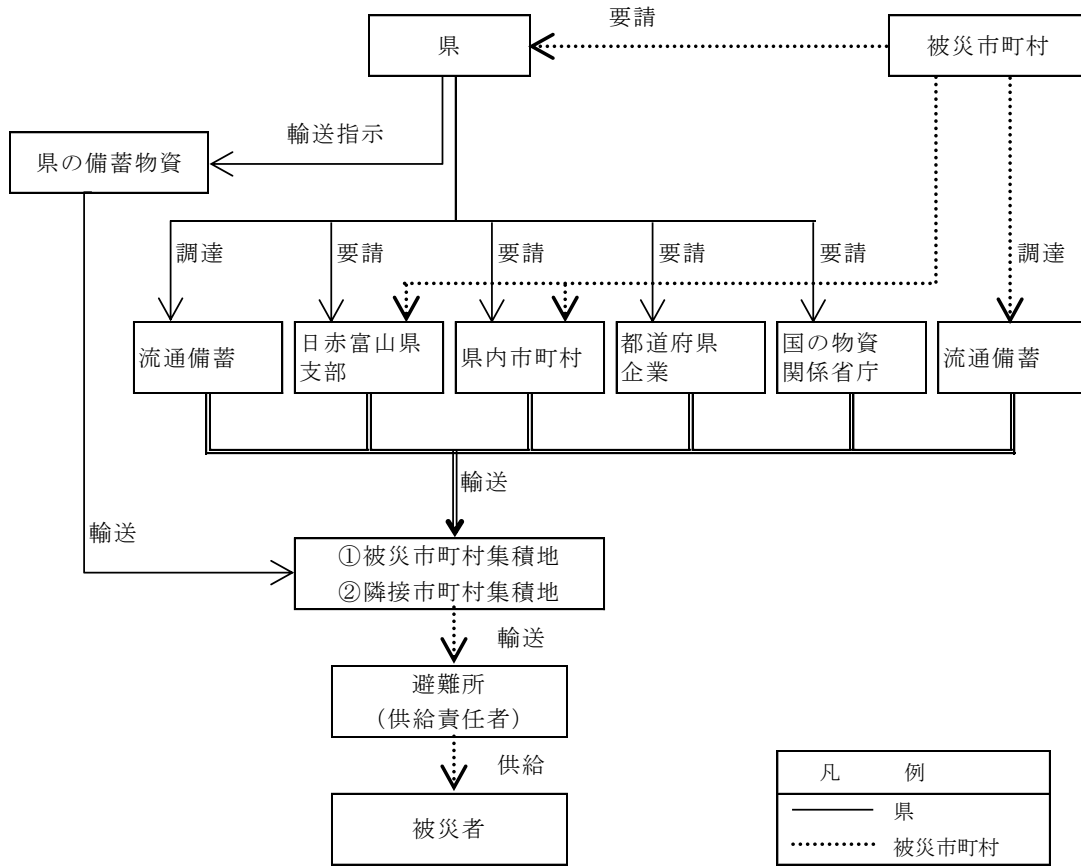 要請
県
被災市町村
輸送指示
県の備蓄物資
調達
要請
要請
要請
要請
調達
流通備蓄
日赤富山県
支部
県内市町村
都道府県
企業
国の物資
関係省庁
流通備蓄
輸送
輸送
①被災市町村集積地
②隣接市町村集積地
輸送
避難所
（供給責任者）
供給
被災者
凡　　例
県
被災市町村